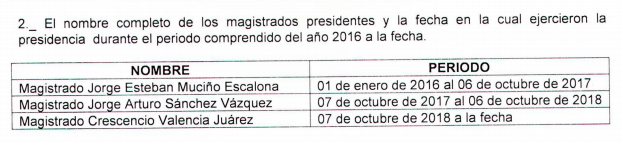 2._ El nombre completo de los magistrados presidentes y la fecha en la cual ejercieron la
presidencia durante el periodo comprendido del año 2016 a la fecha.
NOMBRE PERIODO
Magistrado Jorge Esteban Muciño Escalona 01 de enero de 2016 al 06 de octubre de 2017
Magistrado Jorge Arturo Sánchez Vázquez 07 de octubre de 2017 al 06 de octubre de 2018
Magistrado Crescencio Valencia Juárez 07 de octubre de 2018 a la fecha